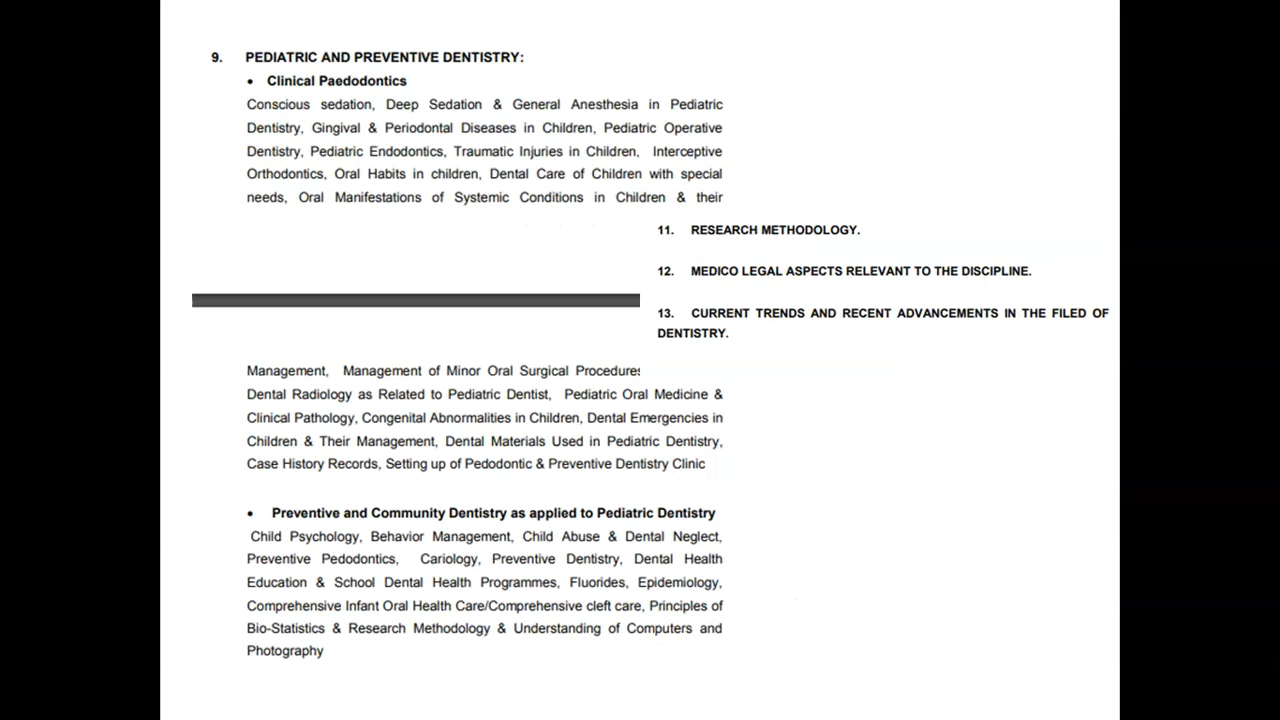 9. PEDIATRIC AND PREVENTIVE DENTISTRY:
• Clinical Paedodontics
Conscious sedation, Deep Sedation & General Anesthesia in Pediatric
Dentistry, Gingival & Periodontal Diseases in Children, Pediatric Operative
Dentistry, Pediatric Endodontics, Traumatic Injuries in Children, Interceptive
Orthodontics, Oral Habits in children, Dental Care of Children with special
needs, Oral Manifestations of Systemic Conditions in Children & their
Management, Management of Minor Oral Surgical Procedures
Dental Radiology as Related to Pediatric Dentist, Pediatric Oral Medicine &
Clinical Pathology, Congenital Abnormalities in Children, Dental Emergencies in
Children & Their Management, Dental Materials Used in Pediatric Dentistry,
Case History Records, Setting up of Pedodontic & Preventive Dentistry Clinic
• Preventive and Community Dentistry as applied to Pediatric Dentistry
Child Psychology, Behavior Management, Child Abuse & Dental Neglect,
Preventive Pedodontics, Cariology, Preventive Dentistry, Dental Health
Education & School Dental Health Programmes, Fluorides, Epidemiology,
Comprehensive Infant Oral Health Care/Comprehensive cleft care, Principles of
Bio-Statistics & Research Methodology & Understanding of Computers and
Photography
11. RESEARCH METHODOLOGY.
12. MEDICO LEGAL ASPECTS RELEVANT TO THE DISCIPLINE.
13. CURRENT TRENDS AND RECENT ADVANCEMENTS IN THE FILED OF
DENTISTRY.